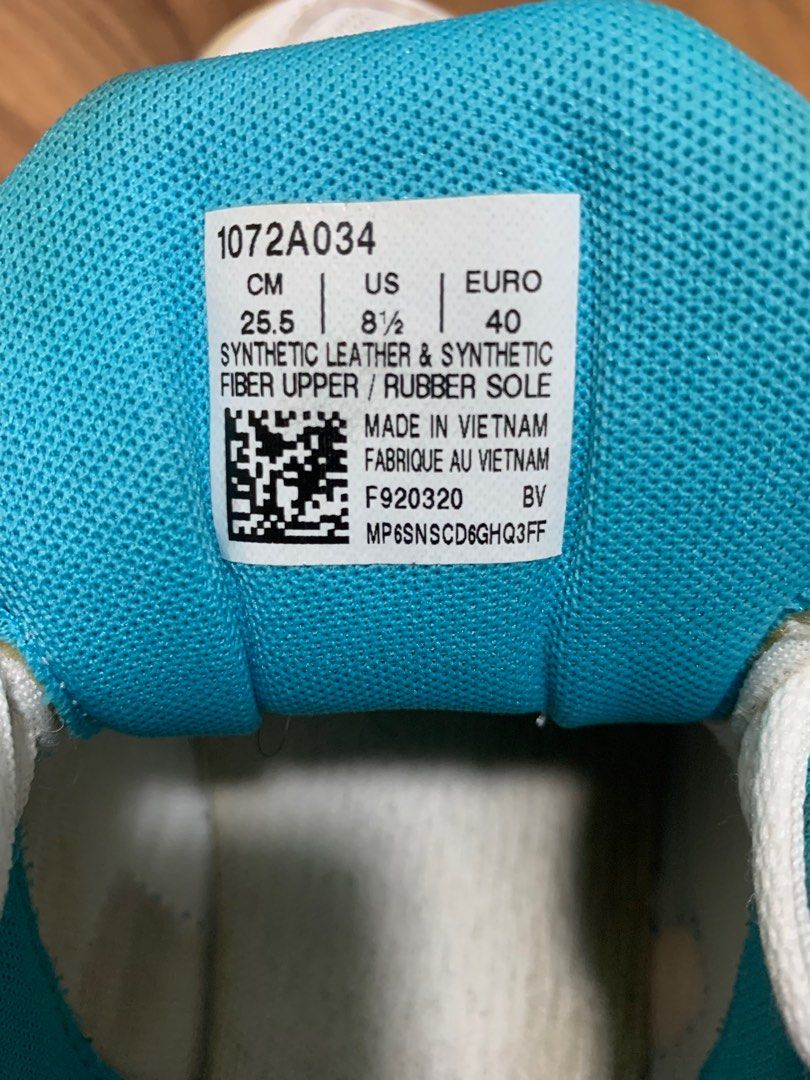 1072A034
CM | US | EURO
25.5 | 8½ | 40
SYNTHETIC LEATHER & SYNTHETIC
FIBER UPPER / RUBBER SOLE
MADE IN VIETNAM
FABRIQUE AU VIETNAM
F920320 BV
MP6SNSCD6GHQ3FF